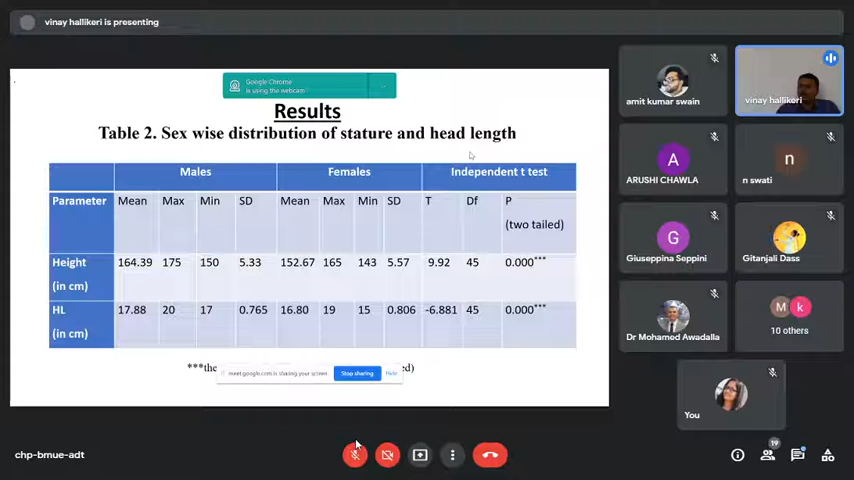 vinay hallikeri is presenting
Google Chrome
is using the webcam
Results
Table 2. Sex wise distribution of stature and head length
Males Females Independent t test
Parameter Mean Max Min SD Mean Max Min SD T Df P
(two tailed)
Height 164.39 175 150 5.33 152.67 165 143 5.57 9.92 45 0.000***
(in cm)
HL 17.88 20 17 0.765 16.80 19 15 0.806 -6.881 45 0.000***
(in cm)
***the
meet.google.com is sharing your screen Stop sharing Hide
amit kumar swain
vinay hallikeri
A
ARUSHI CHAWLA
n
n swati
G
Giuseppina Seppini
Gitanjali Dass
Dr Mohamed Awadalla
M k
10 others
You
chp-bmue-adt
19